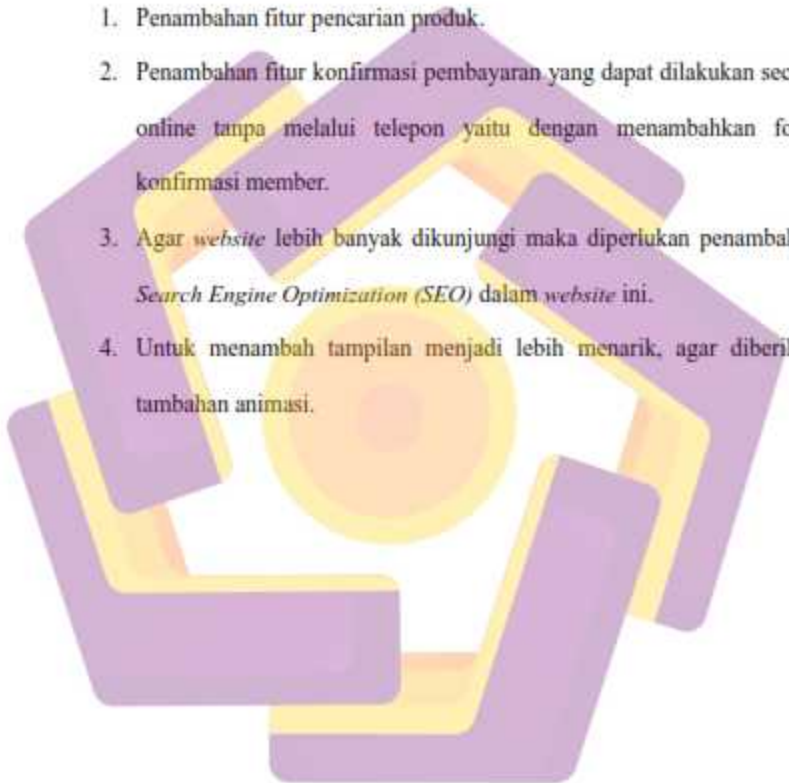 1. Penambahan fitur pencarian produk.
2. Penambahan fitur konfirmasi pembayaran yang dapat dilakukan sec
online tanpa melalui telepon yaitu dengan menambahkan fo
konfirmasi member.
3. Agar website lebih banyak dikunjungi maka diperlukan penambal
Search Engine Optimization (SEO) dalam website ini.
4. Untuk menambah tampilan menjadi lebih menarik, agar diberil
tambahan animasi.